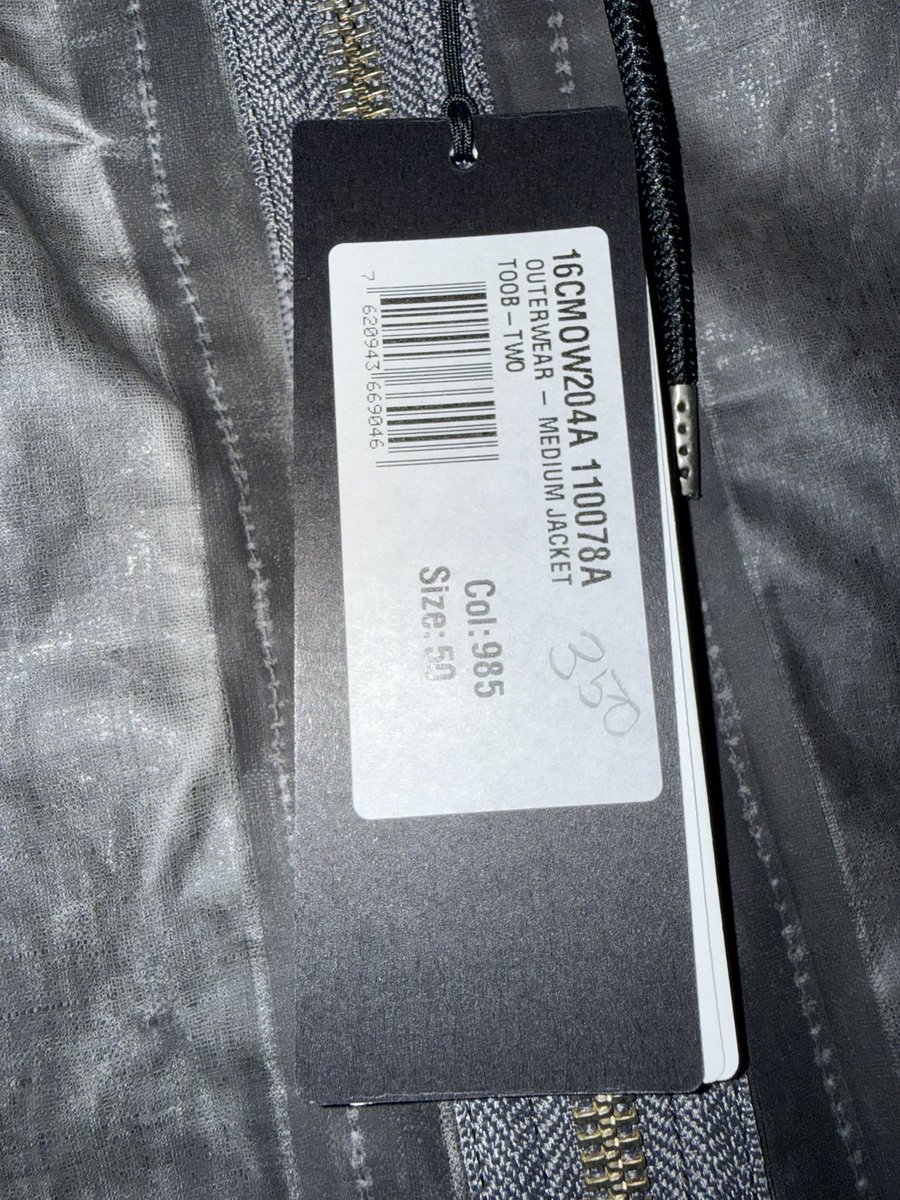 16CMOW204A 110078A
OUTERWEAR - MEDIUM JACKET
TOOB-TWO
7 620943 669046
Col:985
Size:50
350